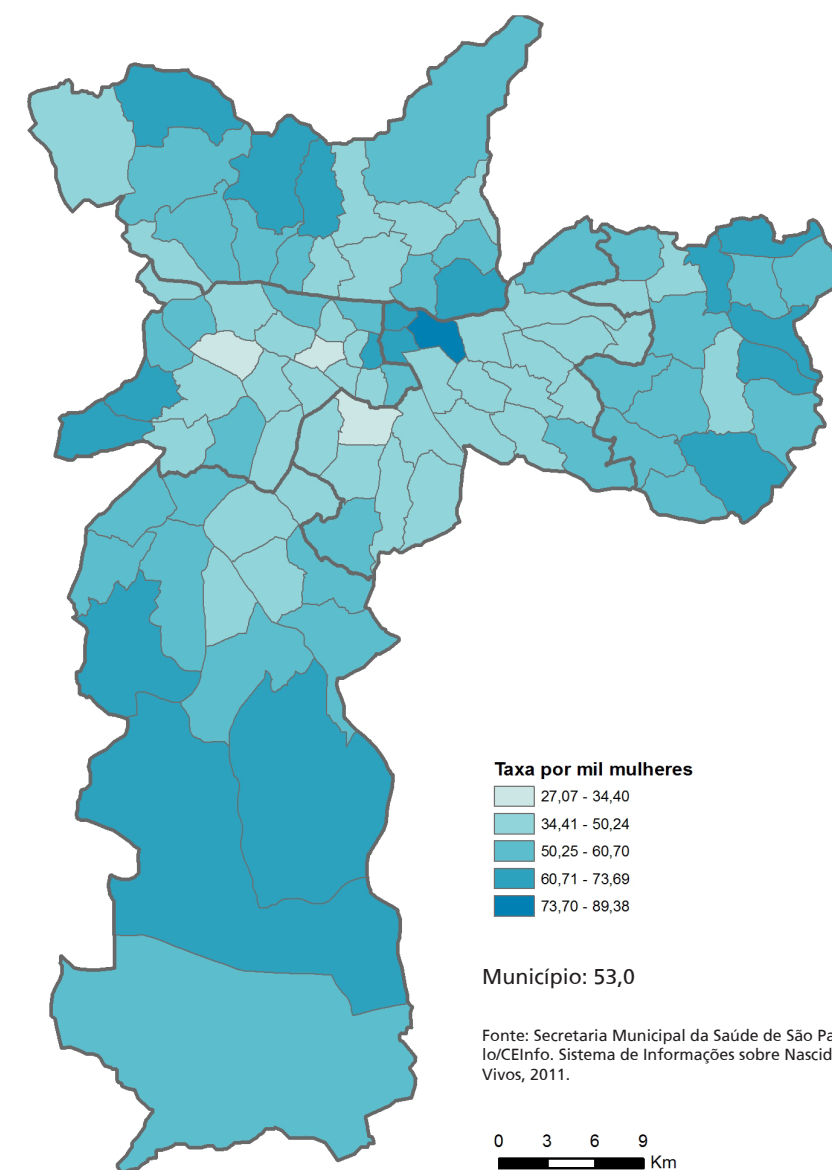 Taxa por mil mulheres
27,07 - 34,40
34,41 - 50,24
50,25 - 60,70
60,71 - 73,69
73,70 - 89,38
Município: 53,0
Fonte: Secretaria Municipal da Saúde de São Pa
lo/CEInfo. Sistema de Informações sobre Nascid
Vivos, 2011.
0 3 6 9
Km